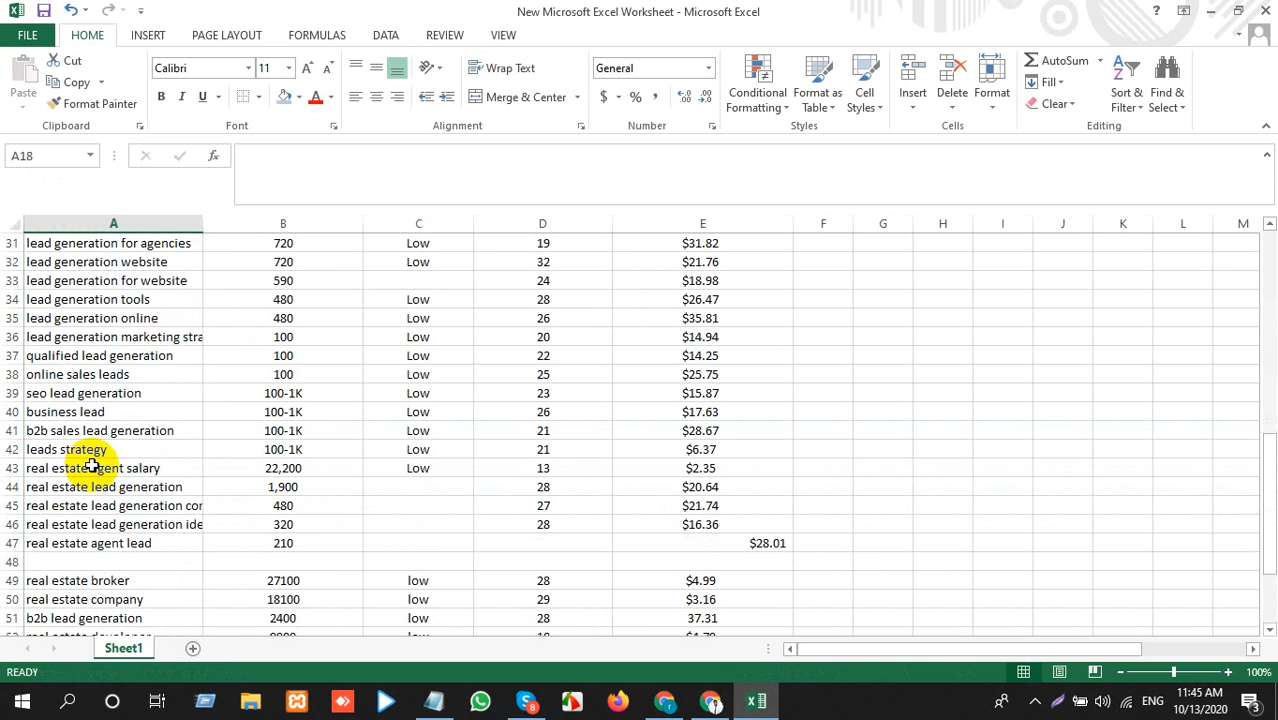 New Microsoft Excel Worksheet - Microsoft Excel
FILE HOME INSERT PAGE LAYOUT FORMULAS DATA REVIEW VIEW
Paste Cut Copy Format Painter Clipboard
Calibri 11 B I U A Font
Wrap Text Merge & Center Alignment
General $ % , Number
Conditional Formatting Format as Table Cell Styles Styles
Insert Delete Format Cells
AutoSum Fill Clear Sort & Filter Find & Select Editing
A18 fx
A B C D E F G H I J K L M
31 lead generation for agencies 720 Low 19 $31.82
32 lead generation website 720 Low 32 $21.76
33 lead generation for website 590 24 $18.98
34 lead generation tools 480 Low 28 $26.47
35 lead generation online 480 Low 26 $35.81
36 lead generation marketing stra 100 Low 20 $14.94
37 qualified lead generation 100 Low 22 $14.25
38 online sales leads 100 Low 25 $25.75
39 seo lead generation 100-1K Low 23 $15.87
40 business lead 100-1K Low 26 $17.63
41 b2b sales lead generation 100-1K Low 21 $28.67
42 leads strategy 100-1K Low 21 $6.37
43 real estate agent salary 22,200 Low 13 $2.35
44 real estate lead generation 1,900 28 $20.64
45 real estate lead generation cor 480 27 $21.74
46 real estate lead generation ide 320 28 $16.36
47 real estate agent lead 210 $28.01
48
49 real estate broker 27100 low 28 $4.99
50 real estate company 18100 low 29 $3.16
51 b2b lead generation 2400 low 28 37.31
Sheet1
READY 100%
ENG 11:45 AM
10/13/2020 3